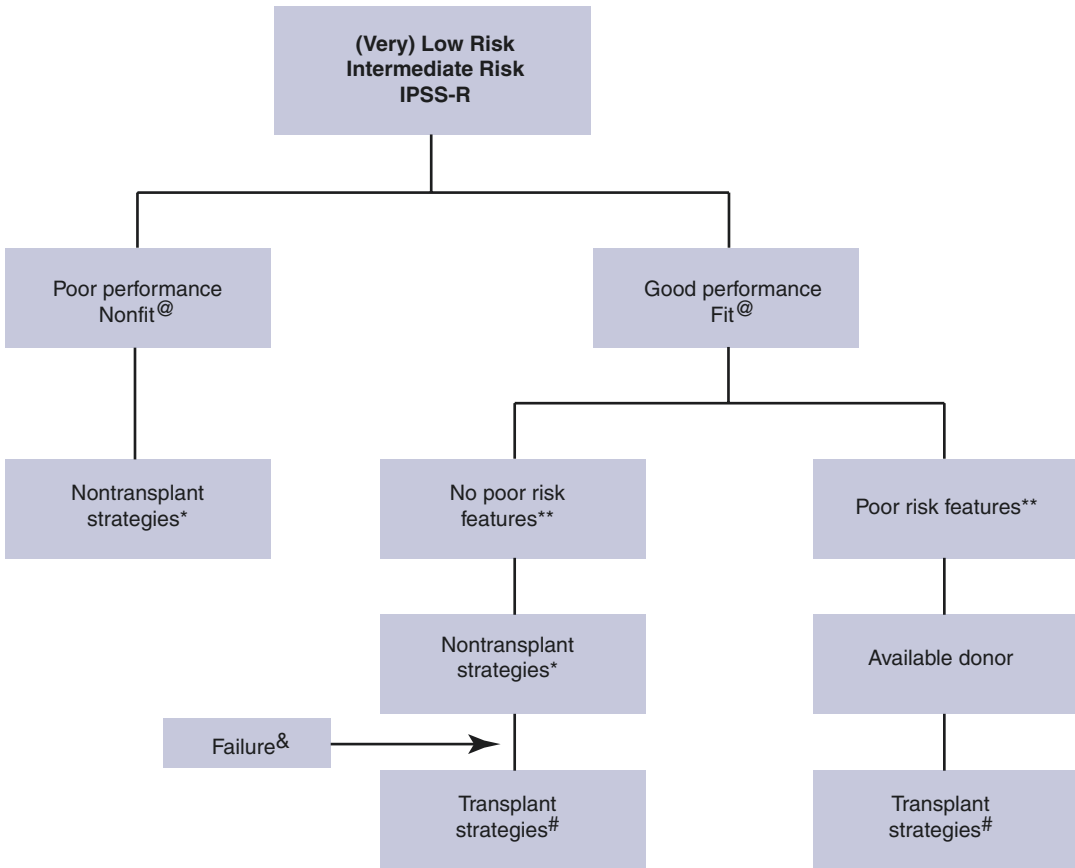 (Very) Low Risk
Intermediate Risk
IPSS-R
Poor performance
Nonfit@
Good performance
Fit@
Nontransplant
strategies*
No poor risk
features**
Poor risk features**
Nontransplant
strategies*
Available donor
Failure&
Transplant
strategies#
Transplant
strategies#